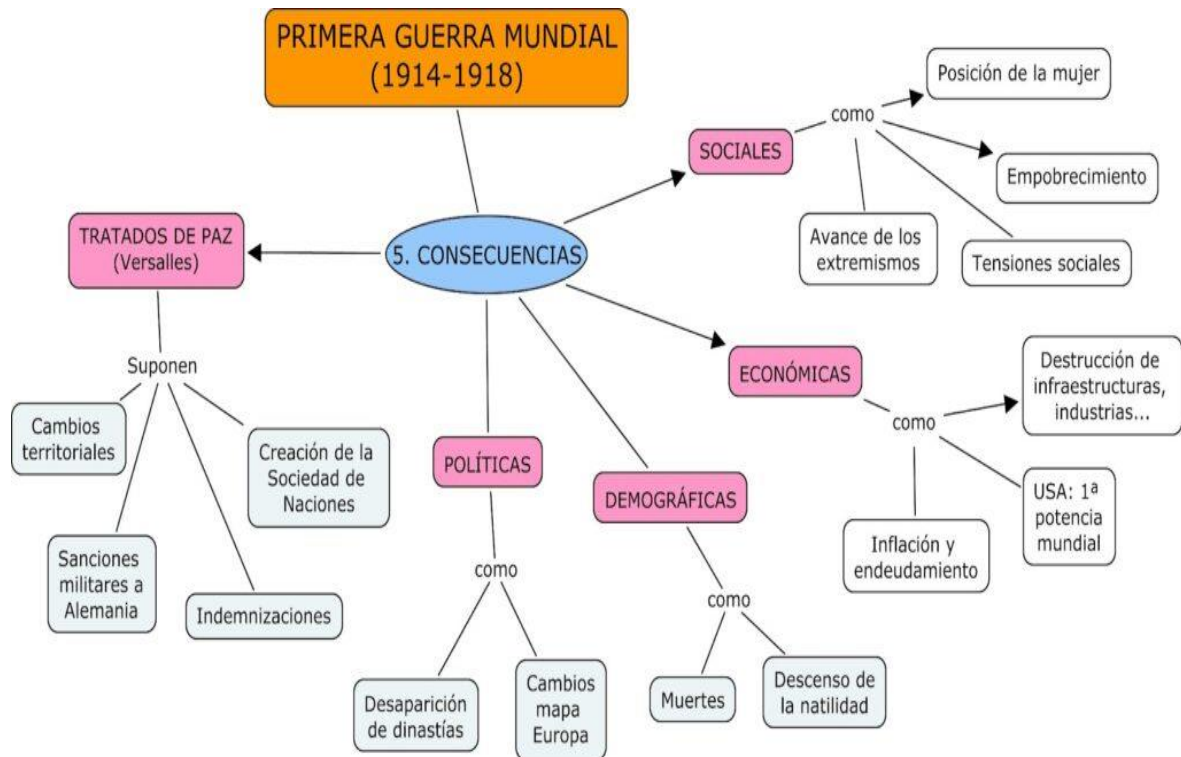 PRIMERA GUERRA MUNDIAL
(1914-1918)
5. CONSECUENCIAS
TRATADOS DE PAZ
(Versalles)
Suponen
Cambios
territoriales
Sanciones
militares a
Alemania
Indemnizaciones
Creación de la
Sociedad de
Naciones
POLÍTICAS
como
Desaparición
de dinastías
Cambios
mapa
Europa
DEMOGRÁFICAS
como
Muertes
Descenso de
la natilidad
ECONÓMICAS
como
Inflación y
endeudamiento
USA: 1ª
potencia
mundial
Destrucción de
infraestructuras,
industrias...
SOCIALES
como
Posición de la mujer
Empobrecimiento
Tensiones sociales
Avance de los
extremismos